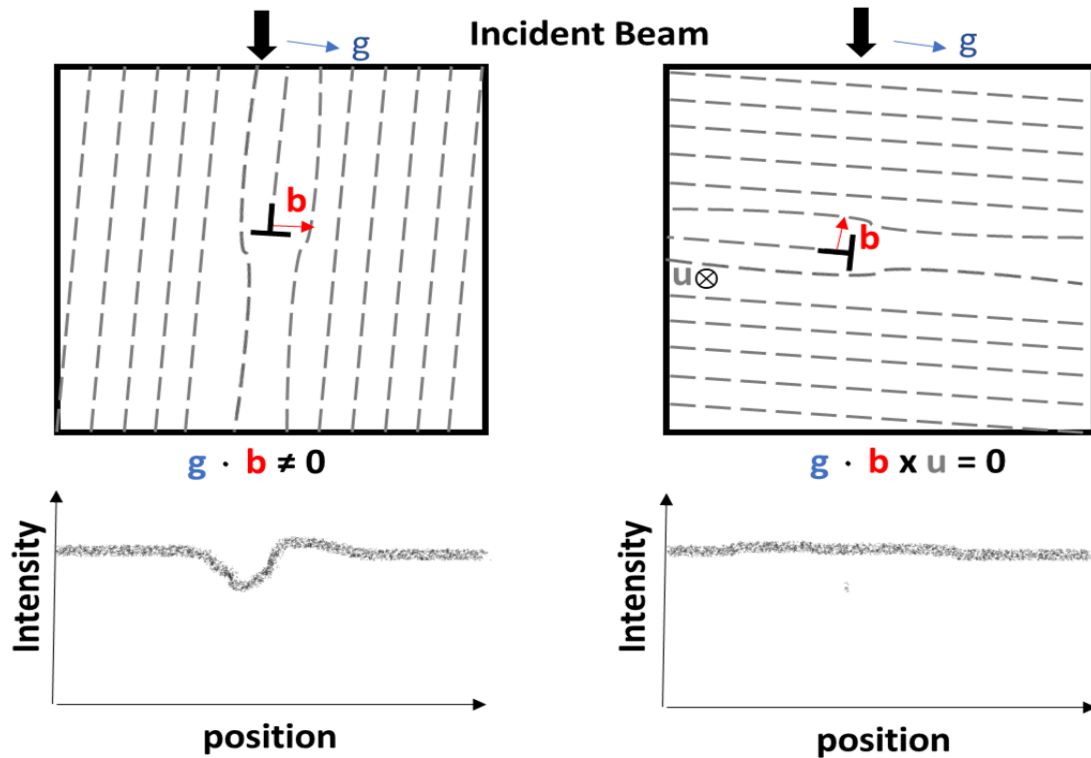 g
Incident Beam
g
b
b
u
g · b ≠ 0
g · b x u = 0
Intensity
position
Intensity
position